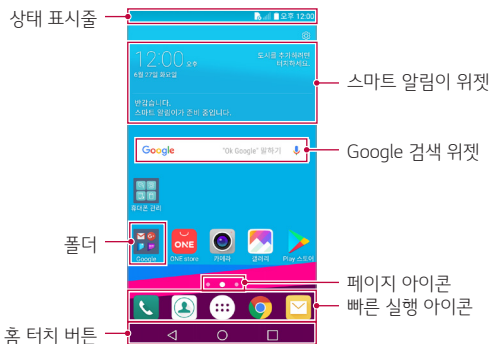 상태 표시줄
오후 12:00
12:00 오후
6월 27일 화요일
도시를 추가하려면
터치하세요.
반갑습니다.
스마트 알림이가 준비 중입니다.
스마트 알림이 위젯
Google "Ok Google" 말하기
Google 검색 위젯
휴대폰 관리
폴더
Google ONE store 카메라 갤러리 Play 스토어
ONE
페이지 아이콘
빠른 실행 아이콘
홈 터치 버튼